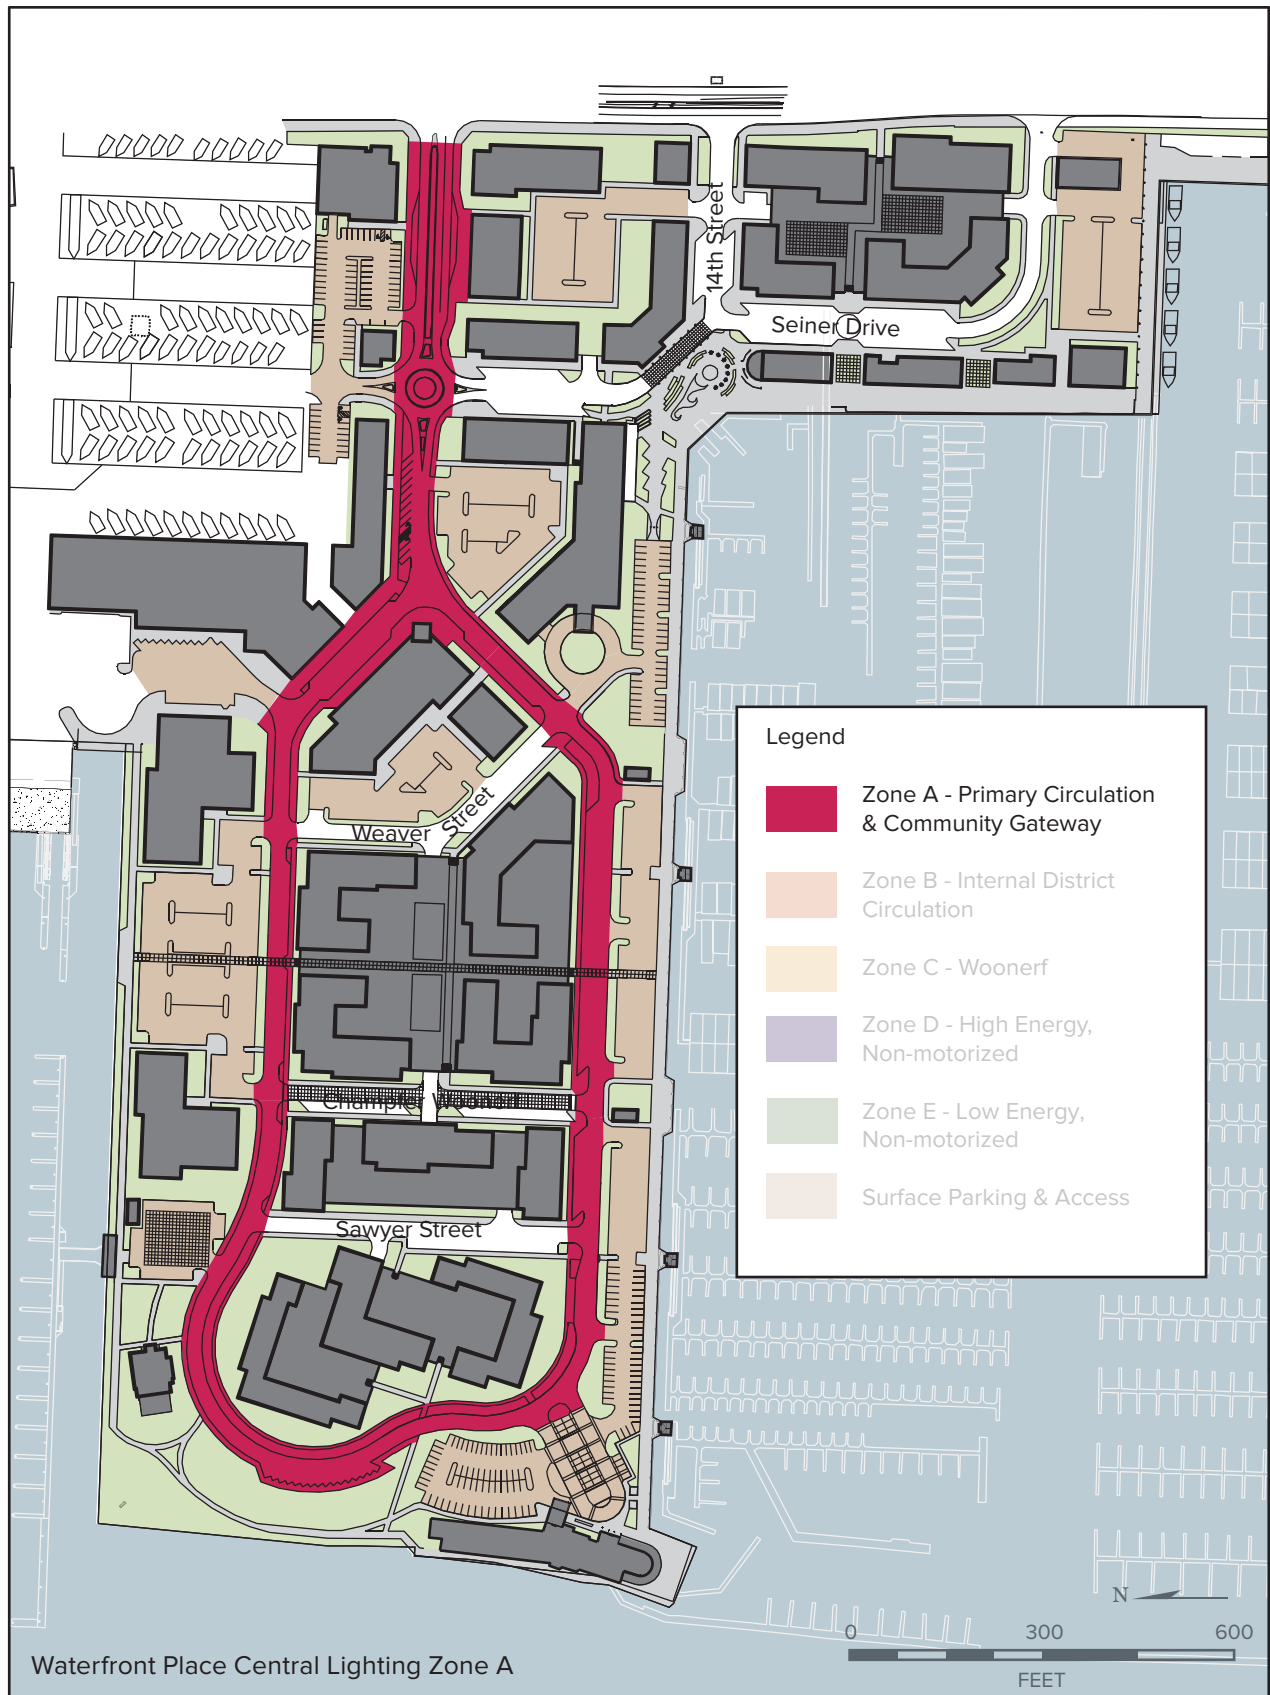 14th Street
Seiner Drive
Legend
Zone A - Primary Circulation
& Community Gateway
Zone B - Internal District
Circulation
Zone C - Woonerf
Zone D - High Energy,
Non-motorized
Zone E - Low Energy,
Non-motorized
Surface Parking & Access
Weaver Street
Champfer Woonerf
Sawyer Street
N
0 300 600
FEET
Waterfront Place Central Lighting Zone A